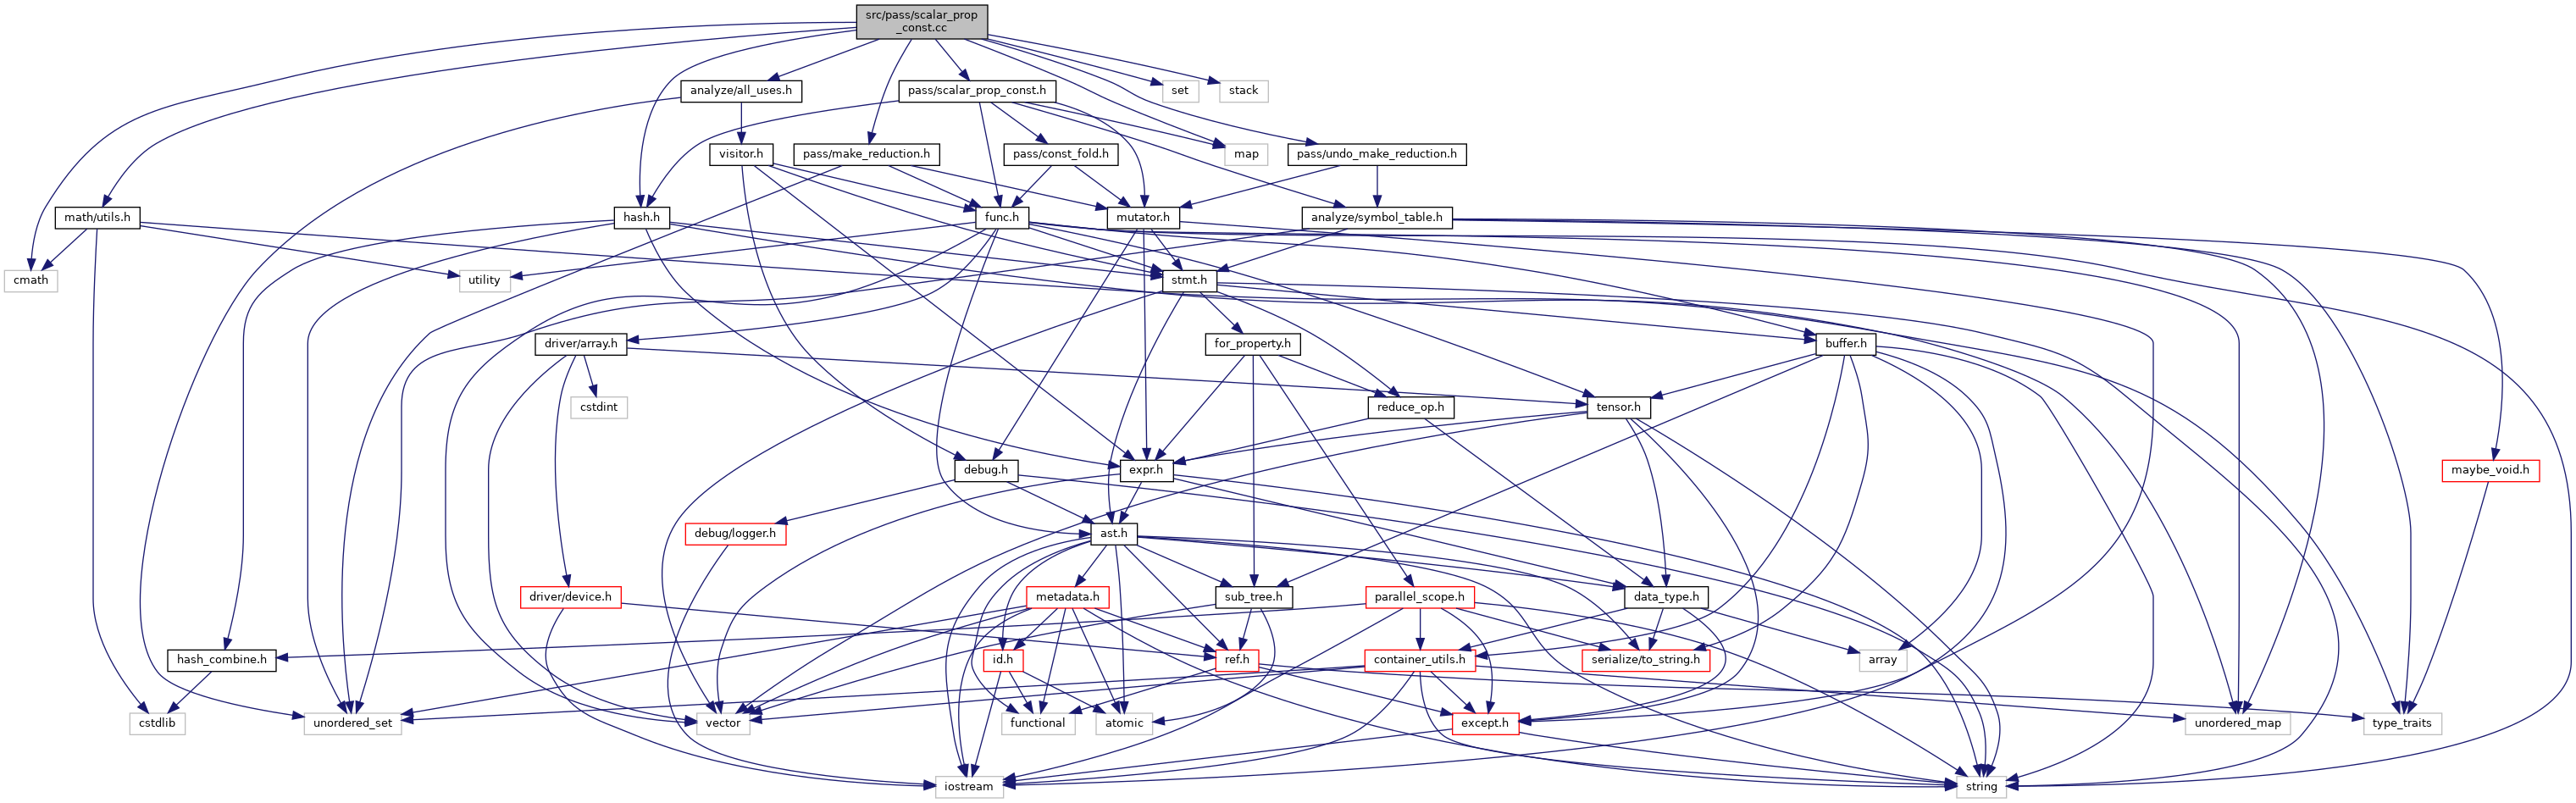 src/pass/scalar_prop
_const.cc
analyze/all_uses.h
pass/scalar_prop_const.h
set
stack
visitor.h
pass/make_reduction.h
pass/const_fold.h
map
pass/undo_make_reduction.h
math/utils.h
hash.h
func.h
mutator.h
analyze/symbol_table.h
cmath
utility
stmt.h
driver/array.h
for_property.h
buffer.h
cstdint
reduce_op.h
tensor.h
debug.h
expr.h
maybe_void.h
debug/logger.h
ast.h
driver/device.h
metadata.h
sub_tree.h
parallel_scope.h
data_type.h
hash_combine.h
id.h
ref.h
container_utils.h
serialize/to_string.h
array
cstdlib
unordered_set
vector
functional
atomic
except.h
unordered_map
type_traits
iostream
string